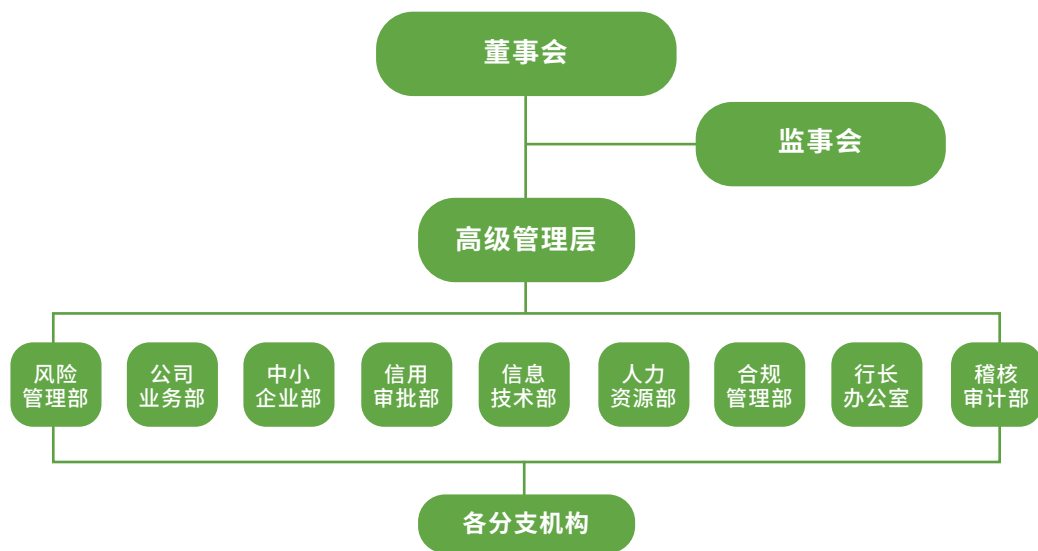 董事会
监事会
高级管理层
风险
管理部
公司
业务部
中小
企业部
信用
审批部
信息
技术部
人力
资源部
合规
管理部
行长
办公室
稽核
审计部
各分支机构